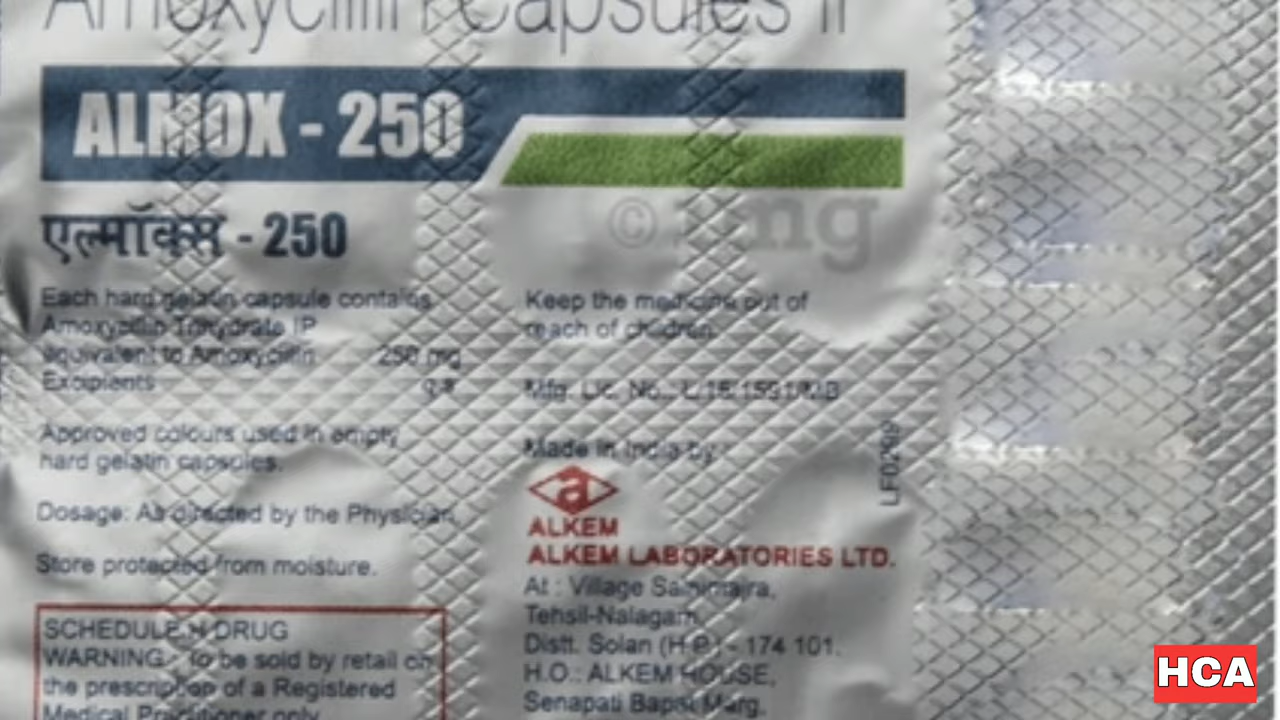 Amoxycillin Capsules IP
ALMOX - 250
एल्मॉक्स - 250
Each hard gelatin capsule contains
Amoxycillin Trihydrate IP
equivalent to Amoxycillin 250 mg
Excipients q.s.
Approved colours used in empty
hard gelatin capsules.
Dosage: As directed by the Physician.
Store protected from moisture.
SCHEDULE H DRUG
WARNING - To be sold by retail on
the prescription of a Registered
Medical Practitioner only
©
mg
Keep the medicine out of
reach of children.
Mfg. Lic. No.:
Made in India by
a
ALKEM
ALKEM LABORATORIES LTD.
At : Village
Tehsil-Nalagarh,
Distt. Solan (H.P.) - 174 101.
H.O.: ALKEM HOUSE,
Senapati Bapat Marg,
HCA